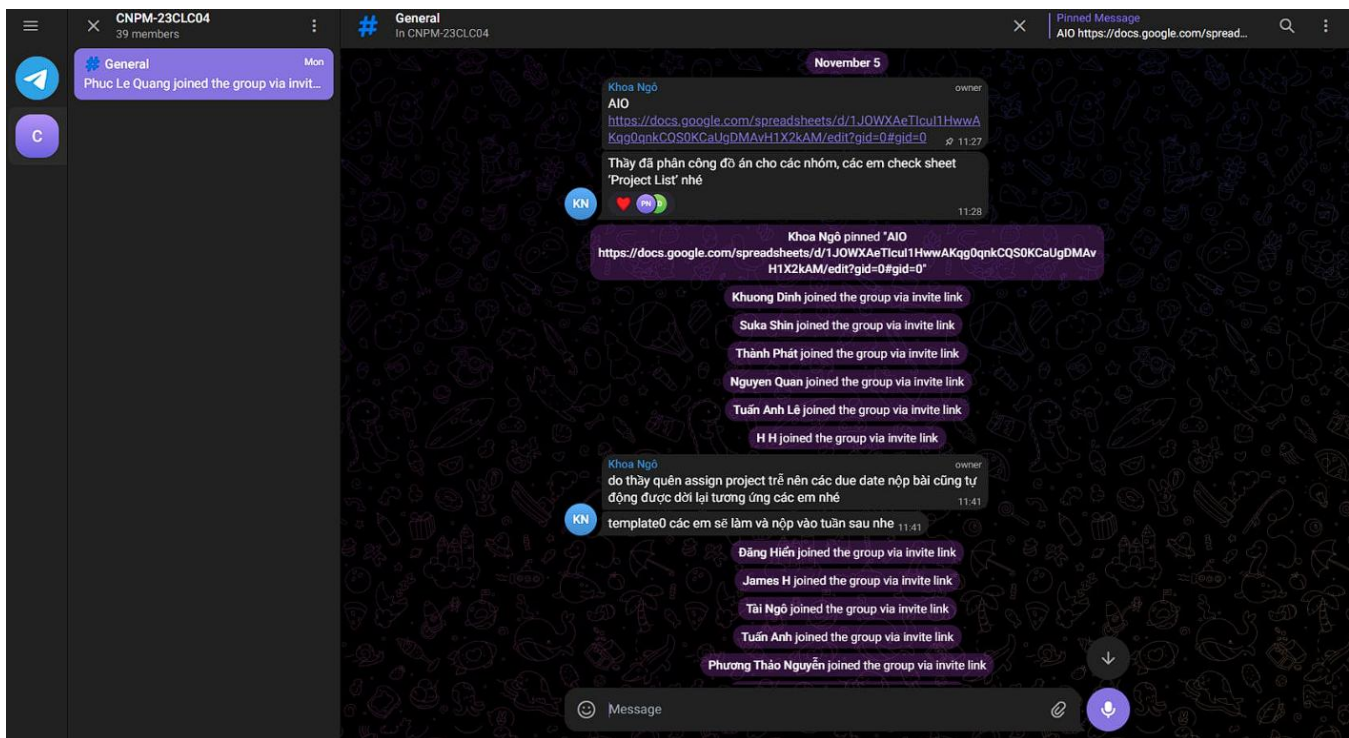 CNPM-23CLC04
39 members
General
In CNPM-23CLC04
Pinned Message
AIO https://docs.google.com/spread...
General
Mon
Phuc Le Quang joined the group via invit...
C
November 5
Khoa Ngô
owner
AIO
https://docs.google.com/spreadsheets/d/1JOWXAeTIcuI1HwwA
Kqg0qnkCQS0KCaUgDMAvH1X2kAM/edit?gid=0#gid=0
11:27
Thầy đã phân công đồ án cho các nhóm, các em check sheet
'Project List' nhé
KN
PN
D
11:28
Khoa Ngô pinned "AIO
https://docs.google.com/spreadsheets/d/1JOWXAeTIcuI1HwwAKqg0qnkCQS0KCaUgDMAv
H1X2kAM/edit?gid=0#gid=0"
Khuong Dinh joined the group via invite link
Suka Shin joined the group via invite link
Thành Phát joined the group via invite link
Nguyen Quan joined the group via invite link
Tuấn Anh Lê joined the group via invite link
H H joined the group via invite link
Khoa Ngô
owner
do thầy quên assign project trễ nên các due date nộp bài cũng tự
động được dời lại tương ứng các em nhé
11:41
KN
template0 các em sẽ làm và nộp vào tuần sau nhe 11:41
Đăng Hiển joined the group via invite link
James H joined the group via invite link
Tài Ngô joined the group via invite link
Tuấn Anh joined the group via invite link
Phương Thảo Nguyễn joined the group via invite link
Message